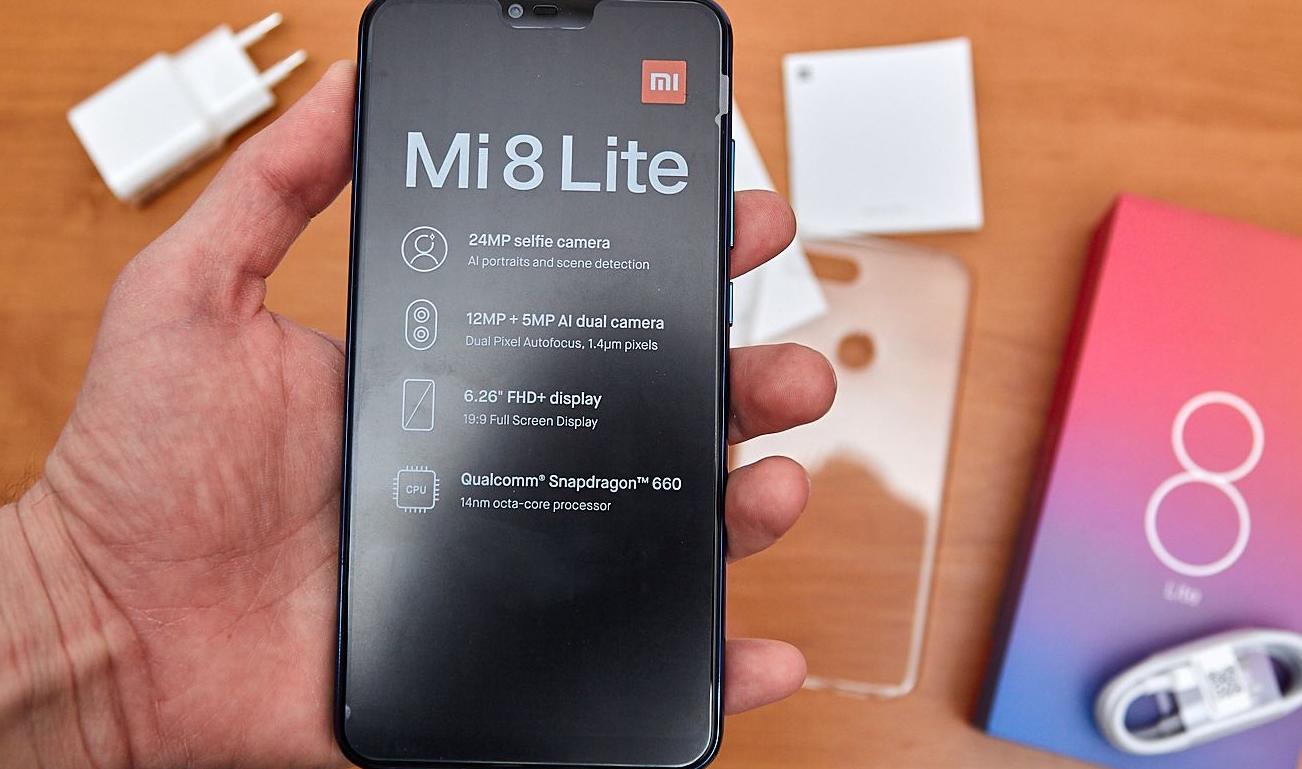 mi
Mi 8 Lite
24MP selfie camera
AI portraits and scene detection
12MP + 5MP AI dual camera
Dual Pixel Autofocus, 1.4μm pixels
6.26" FHD+ display
19:9 Full Screen Display
CPU
Qualcomm® Snapdragon™ 660
14nm octa-core processor
8
Lite